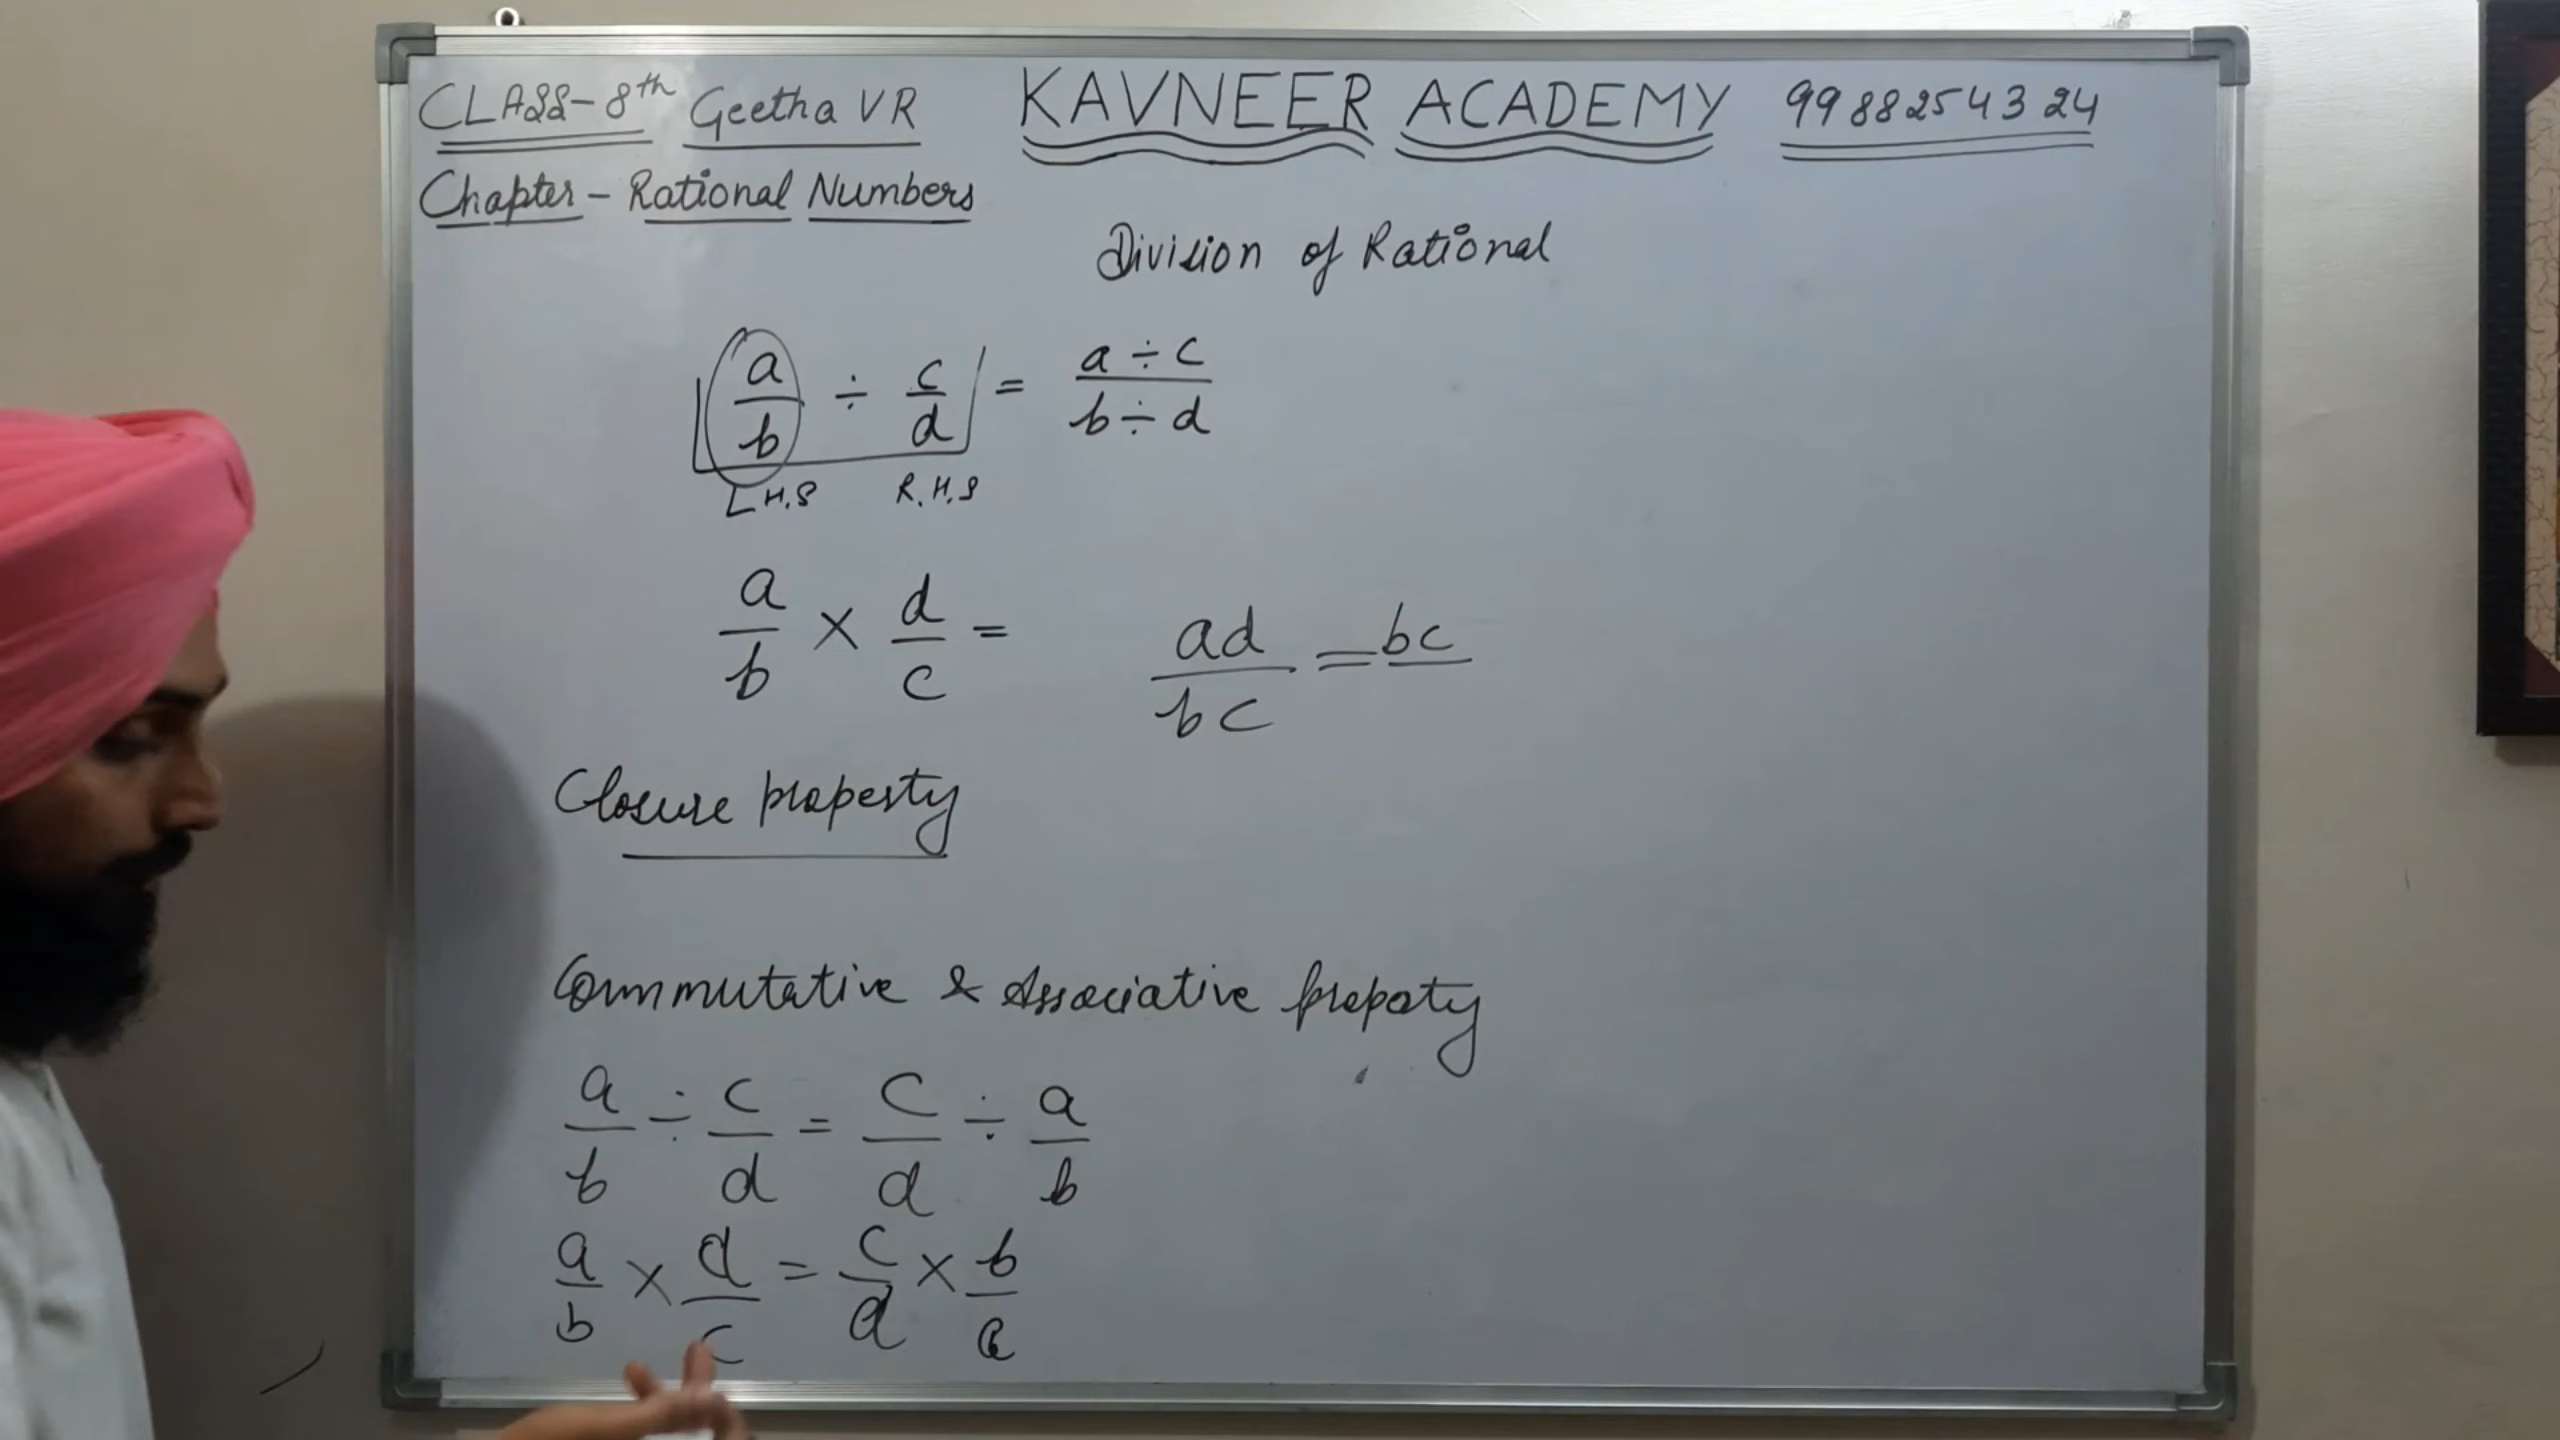 CLASS-8th Geetha VR KAVNEER ACADEMY 9988254324
Chapter - Rational Numbers
Division of Rational
a/b ÷ c/d = a ÷ c / b ÷ d
L.H.S R.H.S
a/b × d/c = ad/bc = bc
Closure property
Commutative & Associative property
a/b ÷ c/d = c/d ÷ a/b
a/b × d/c = c/d × b/a